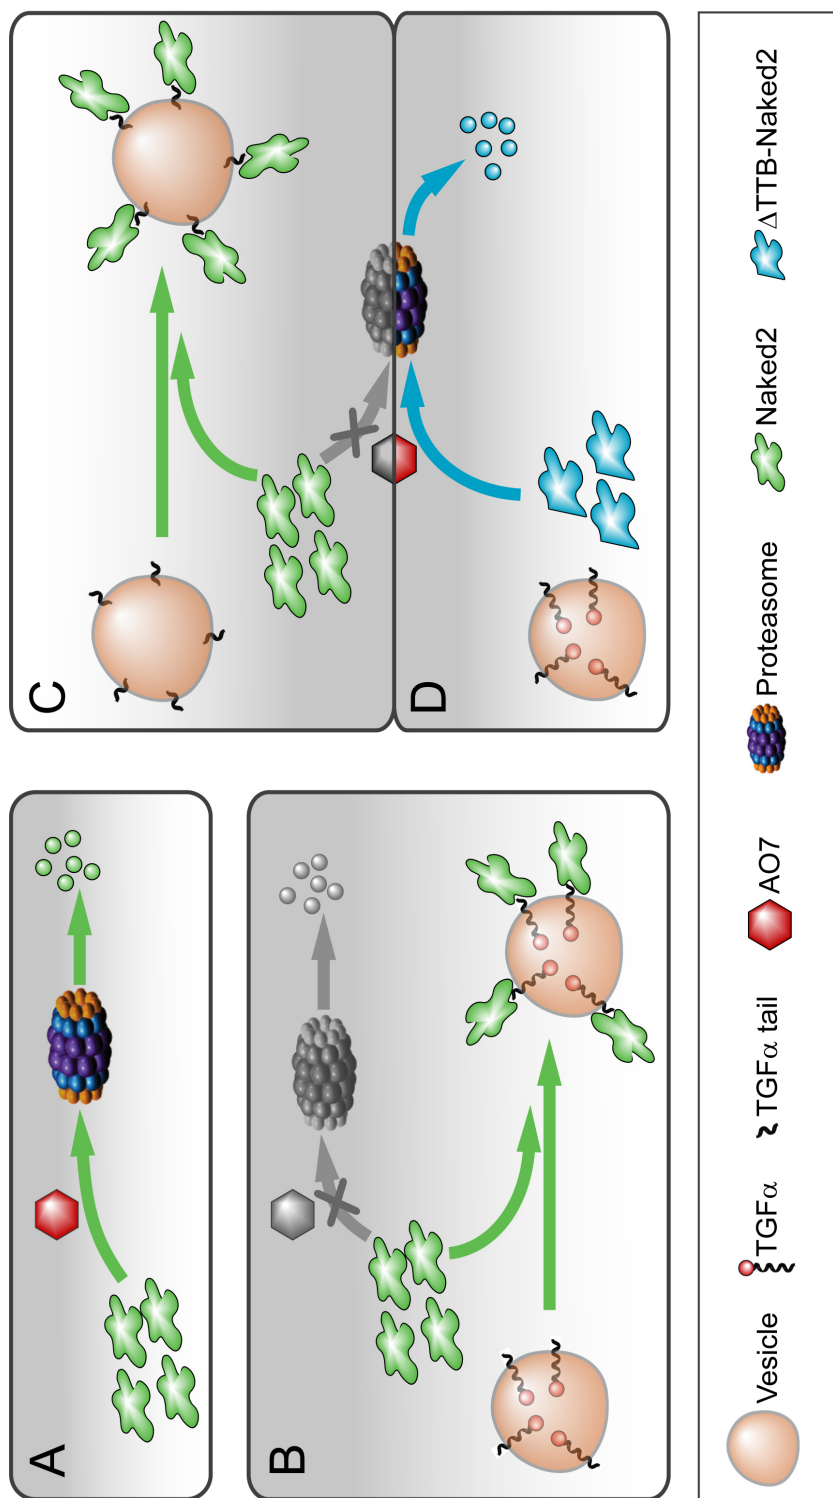 A
B
C
D
Vesicle
TGFα
TGFα tail
AO7
Proteasome
Naked2
ΔTTB-Naked2